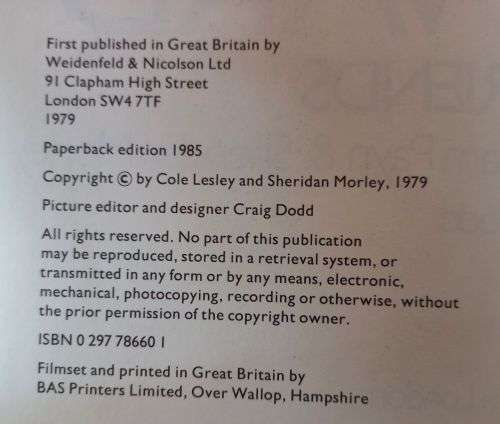 First published in Great Britain by
Weidenfeld & Nicolson Ltd
91 Clapham High Street
London SW4 7TF
1979
Paperback edition 1985
Copyright © by Cole Lesley and Sheridan Morley, 1979
Picture editor and designer Craig Dodd
All rights reserved. No part of this publication
may be reproduced, stored in a retrieval system, or
transmitted in any form or by any means, electronic,
mechanical, photocopying, recording or otherwise, without
the prior permission of the copyright owner.
ISBN 0 297 78660 1
Filmset and printed in Great Britain by
BAS Printers Limited, Over Wallop, Hampshire